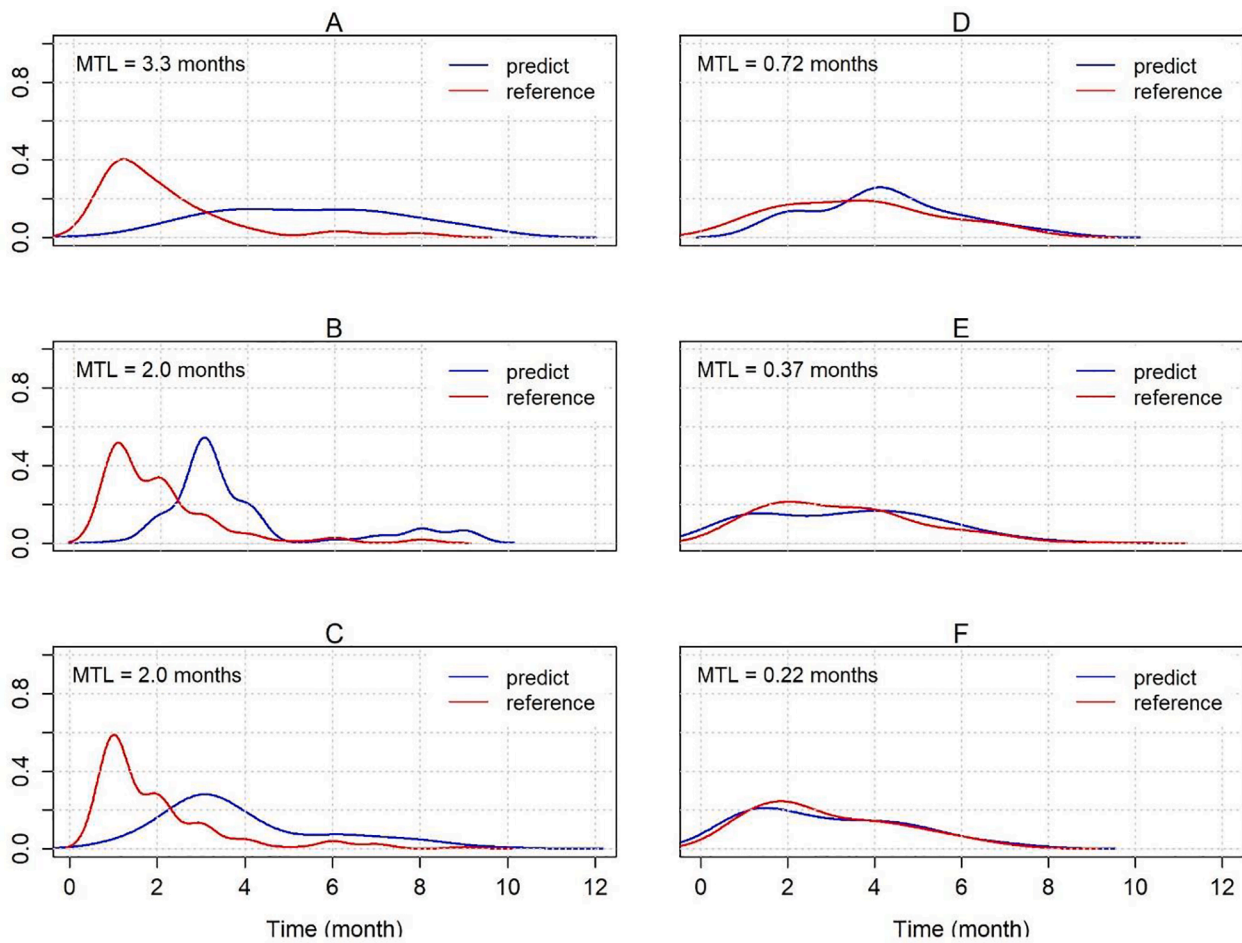 A
MTL = 3.3 months
predict
reference
0.8
0.4
0.0
D
MTL = 0.72 months
predict
reference
B
MTL = 2.0 months
predict
reference
0.8
0.4
0.0
E
MTL = 0.37 months
predict
reference
C
MTL = 2.0 months
predict
reference
0.8
0.4
0.0
0 2 4 6 8 10 12
Time (month)
F
MTL = 0.22 months
predict
reference
0 2 4 6 8 10 12
Time (month)